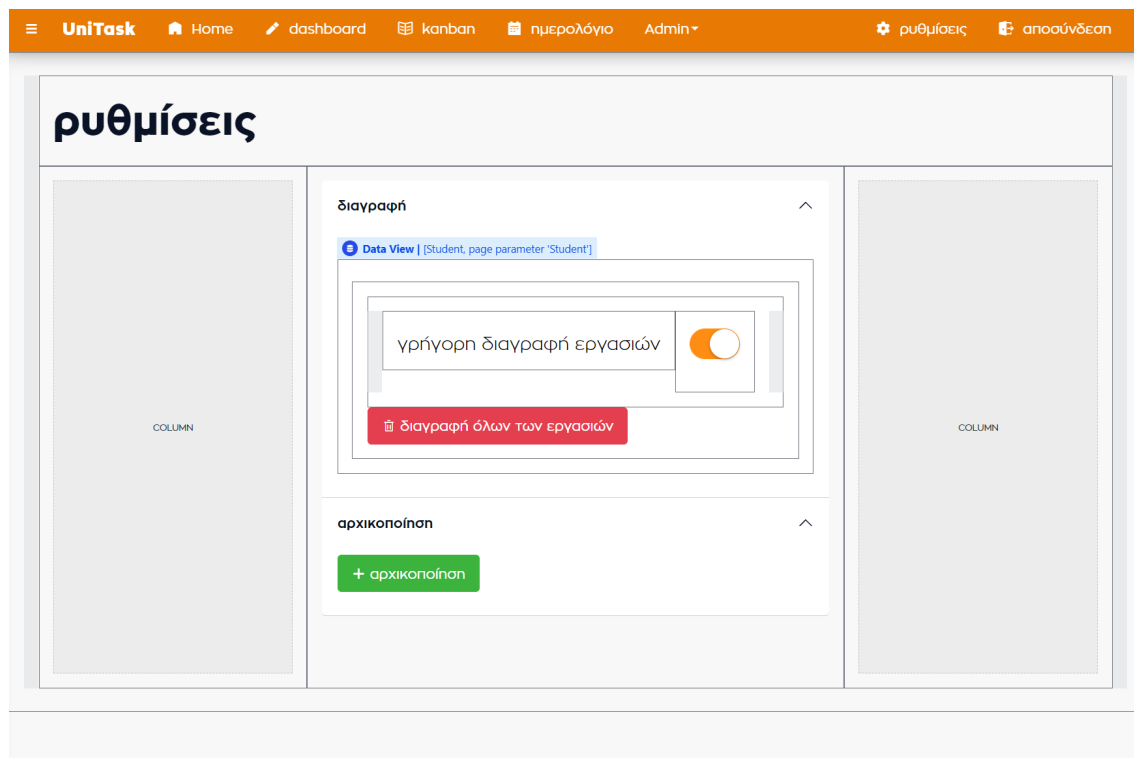 UniTask Home dashboard kanban ημερολόγιο Admin ρυθμίσεις αποσύνδεση
ρυθμίσεις
διαγραφή
Data View | [Student, page parameter 'Student']
γρήγορη διαγραφή εργασιών
διαγραφή όλων των εργασιών
COLUMN
COLUMN
αρχικοποίηση
+ αρχικοποίηση